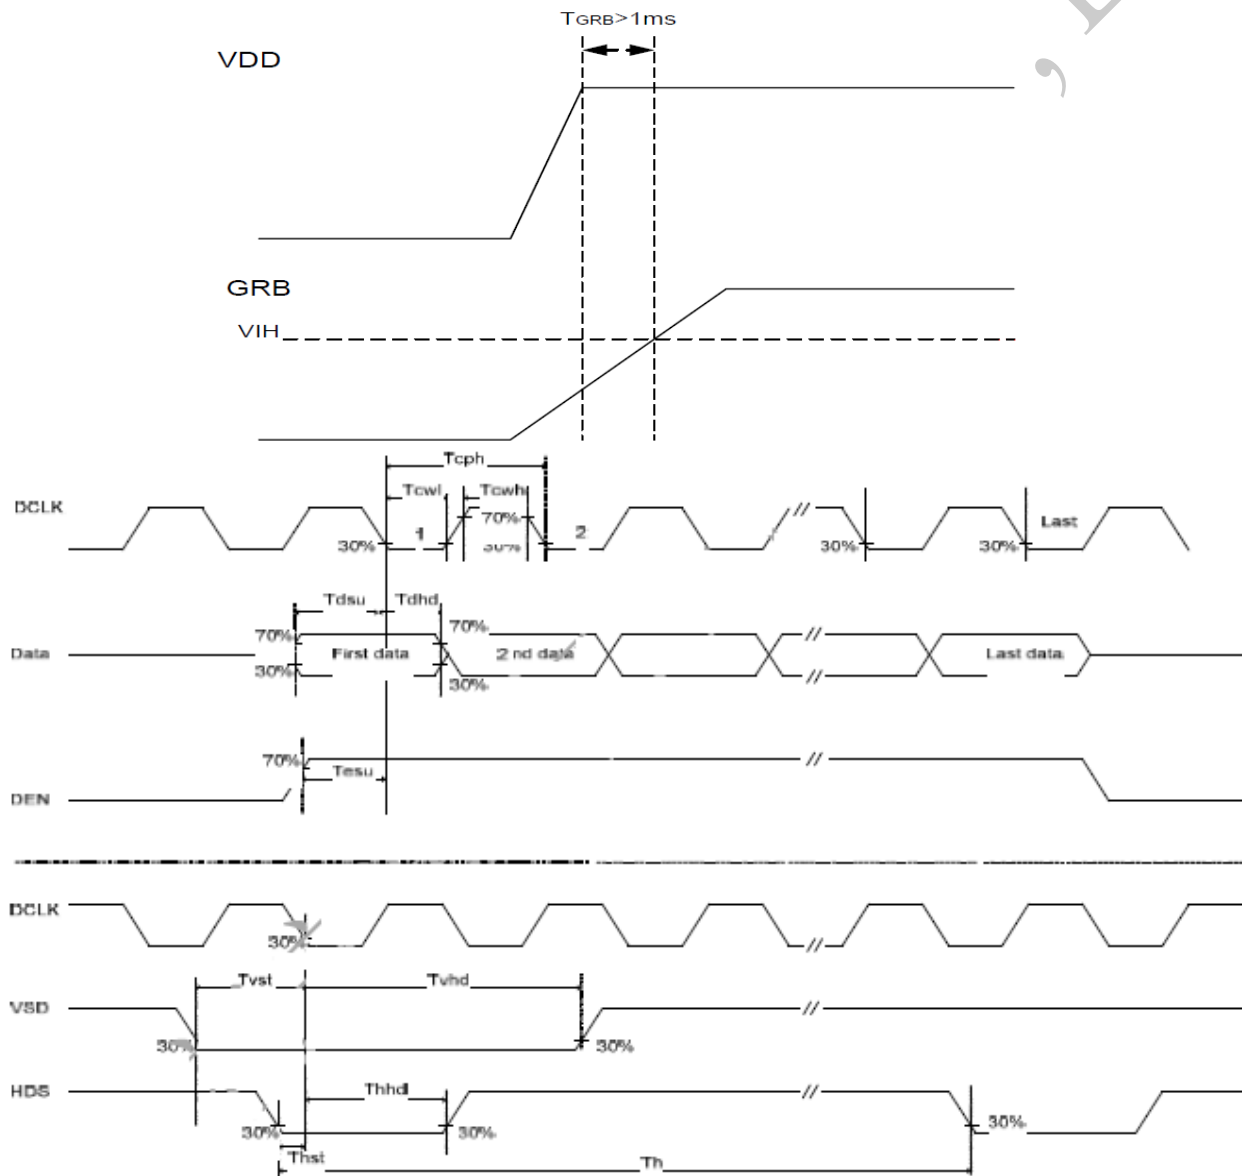 TGRB>1ms
VDD
GRB
VIH
Tcph
Tcwl Tcwh
DCLK
70%
1 2 // Last
30% 30% 30% 30%
Tdsu Tdhd
70% 70%
Data First data 2 nd data // Last data
30% 30% //
70% //
Tesu
DEN
DCLK
30% //
Tvst Tvhd
VSD //
30% 30%
HDS Thhd //
30% 30% 30%
Thst Th